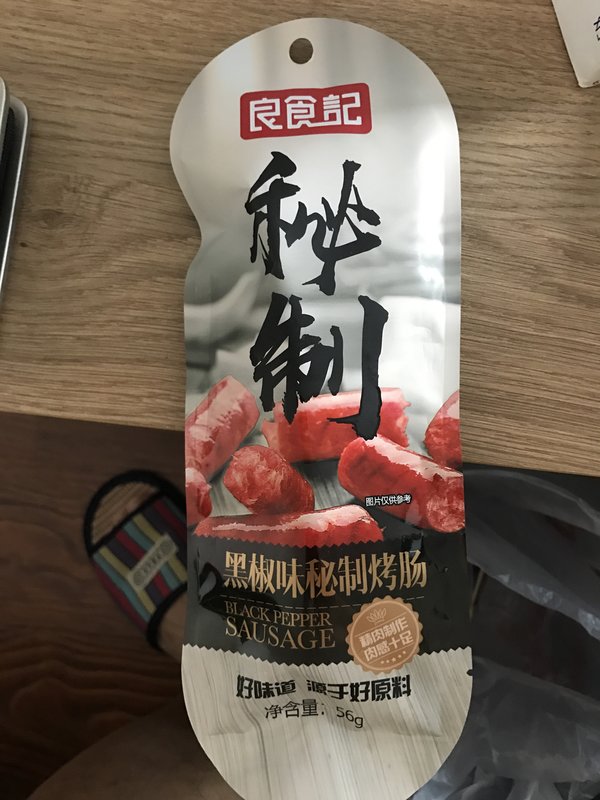 良食記
秘
制
图片仅供参考
黑椒味秘制烤肠
BLACK PEPPER
SAUSAGE
精肉制作
肉感十足
好味道 源于好原料
净含量: 56g